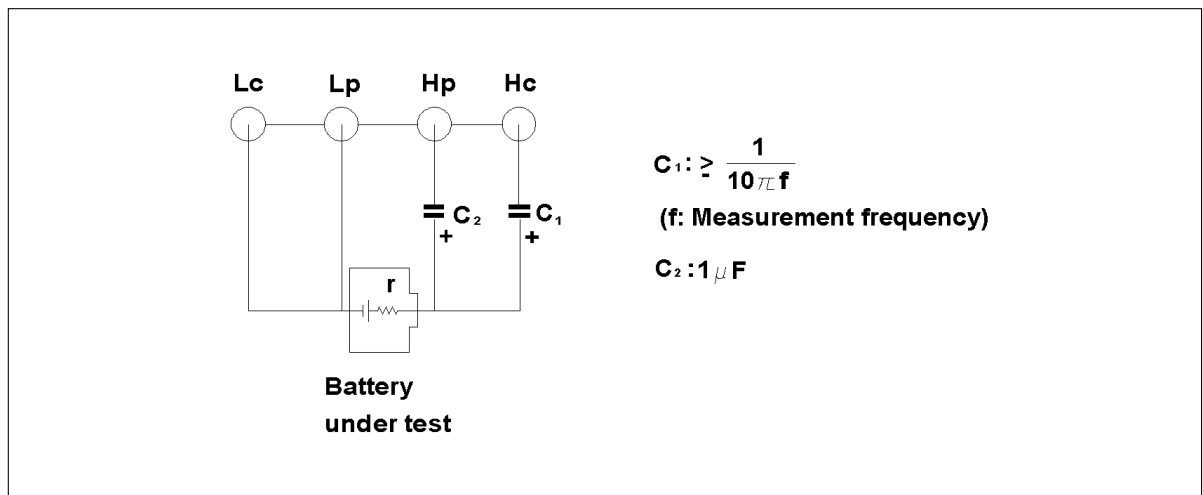 Lc Lp Hp Hc
C₁: ≥ 1
10πf
(f: Measurement frequency)
C₂ C₁
+ +
C₂ :1μF
r
Battery
under test